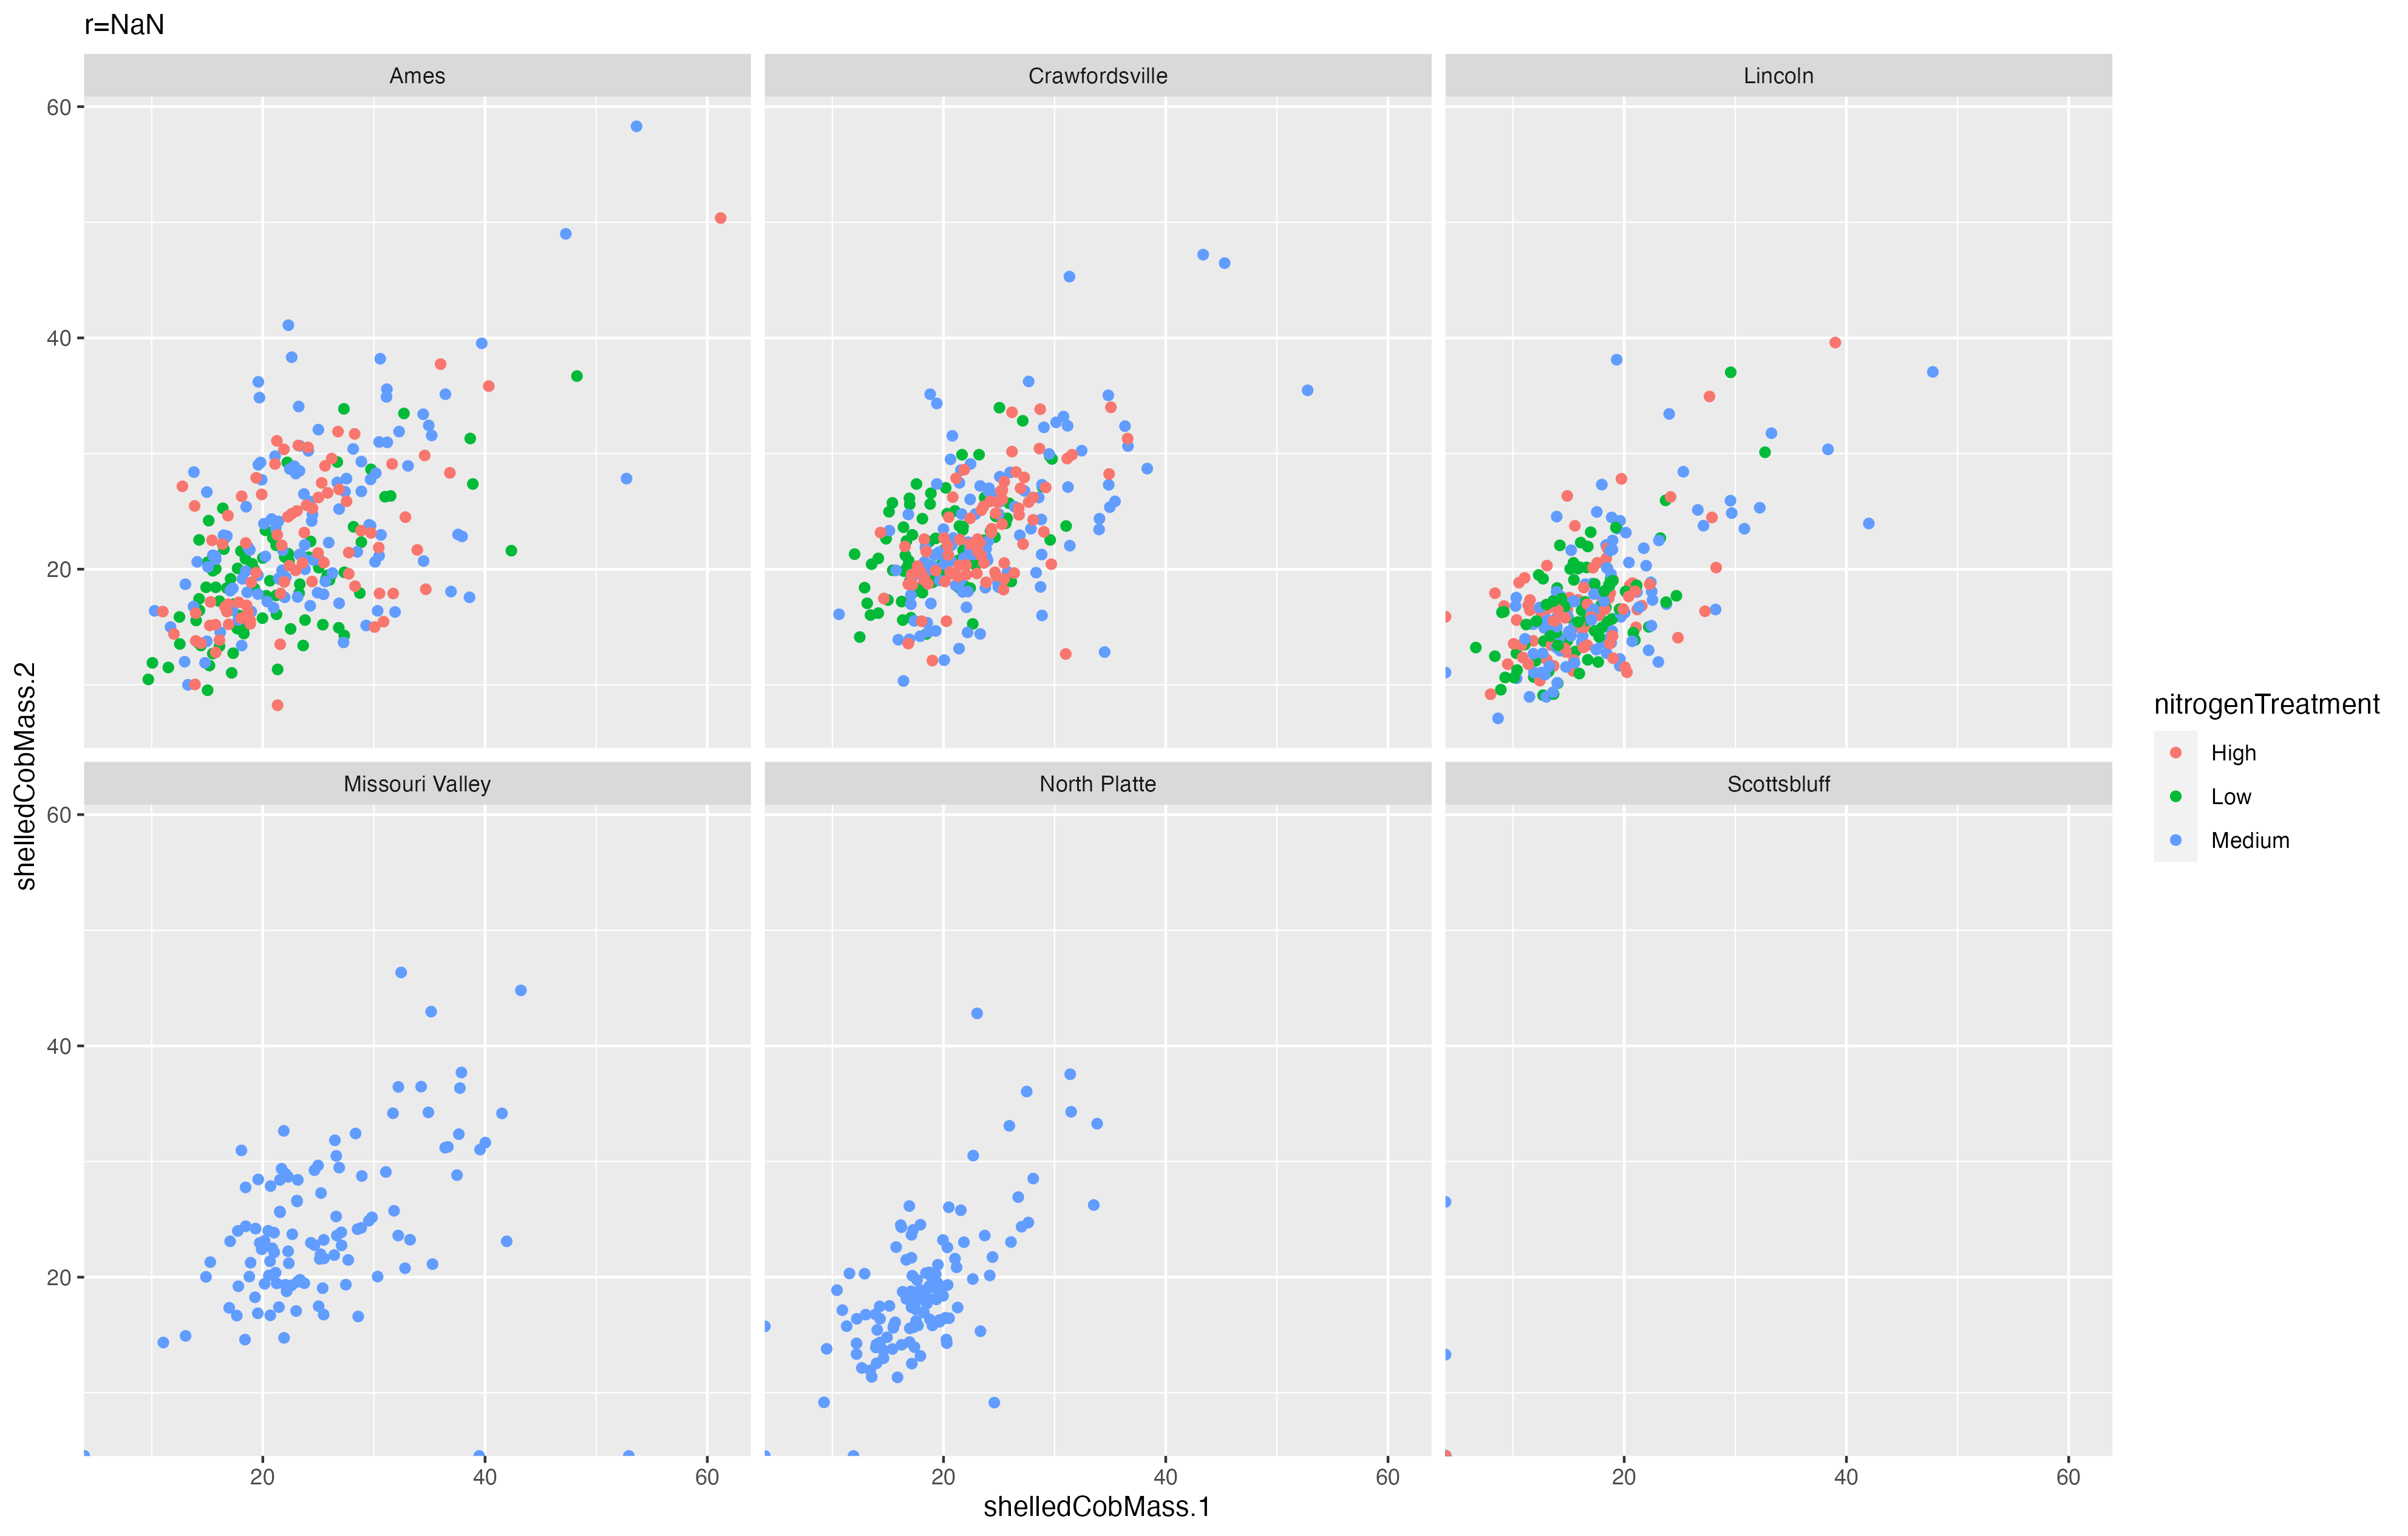 r=NaN
Ames
Crawfordsville
Lincoln
60
40
20
Missouri Valley
North Platte
Scottsbluff
60
40
20
20
40
60
20
40
60
20
40
60
shelledCobMass.1
shelledCobMass.2
nitrogenTreatment
High
Low
Medium